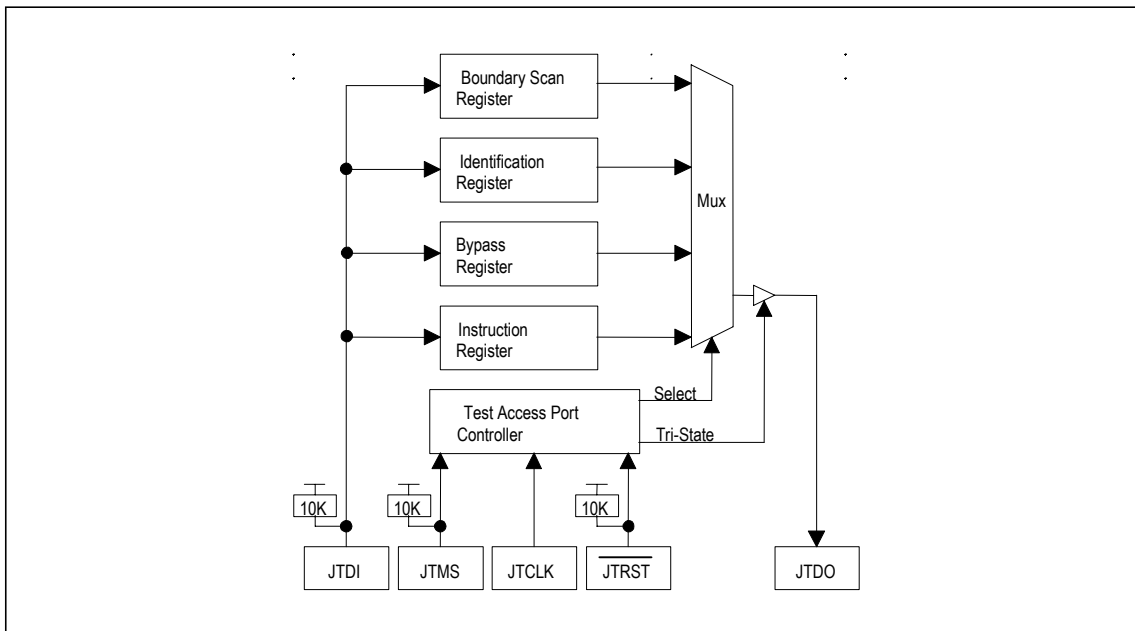 Boundary Scan
Register
Identification
Register
Mux
Bypass
Register
Instruction
Register
Select
Test Access Port
Controller
Tri-State
10K
10K
10K
JTDI
JTMS
JTCLK
JTRST
JTDO